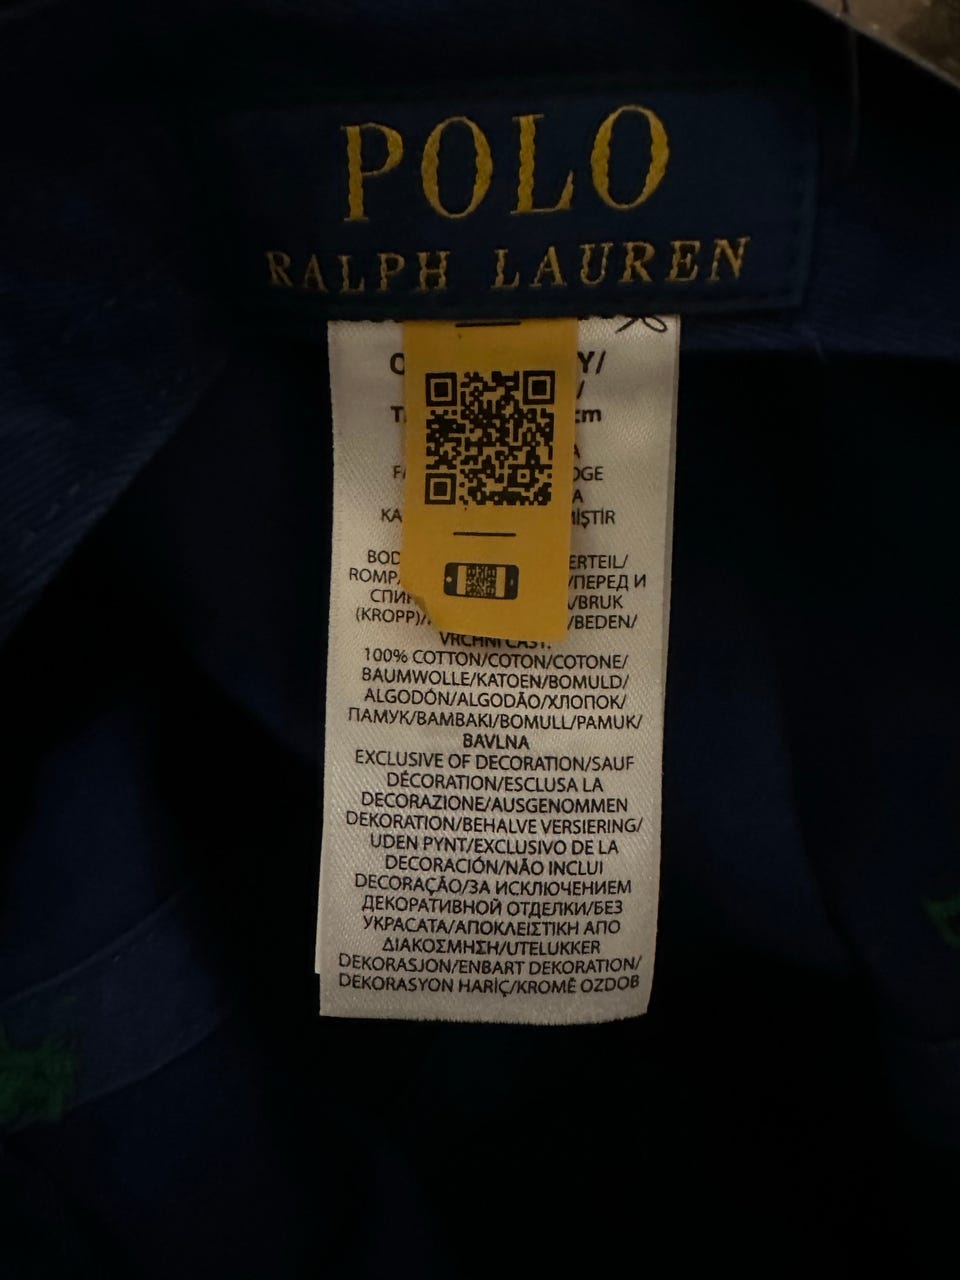 POLO
RALPH LAUREN
100% COTTON/COTON/COTONE/
BAUMWOLLE/KATOEN/BOMULD/
ALGODÓN/ALGODÃO/ХЛОПОК/
ПАМУК/ΒΑΜΒΑΚΙ/BOMULL/PAMUK/
BAVLNA
EXCLUSIVE OF DECORATION/SAUF
DÉCORATION/ESCLUSA LA
DECORAZIONE/AUSGENOMMEN
DEKORATION/BEHALVE VERSIERING/
UDEN PYNT/EXCLUSIVO DE LA
DECORACIÓN/NÃO INCLUI
DECORAÇÃO/ЗА ИСКЛЮЧЕНИЕМ
ДЕКОРАТИВНОЙ ОТДЕЛКИ/БЕЗ
УКРАСАТА/ΑΠΟΚΛΕΙΣΤΙΚΗ ΑΠΟ
ΔΙΑΚΟΣΜΗΣΗ/UTELUKKER
DEKORASJON/ENBART DEKORATION/
DEKORASYON HARİÇ/KROMĚ OZDOB